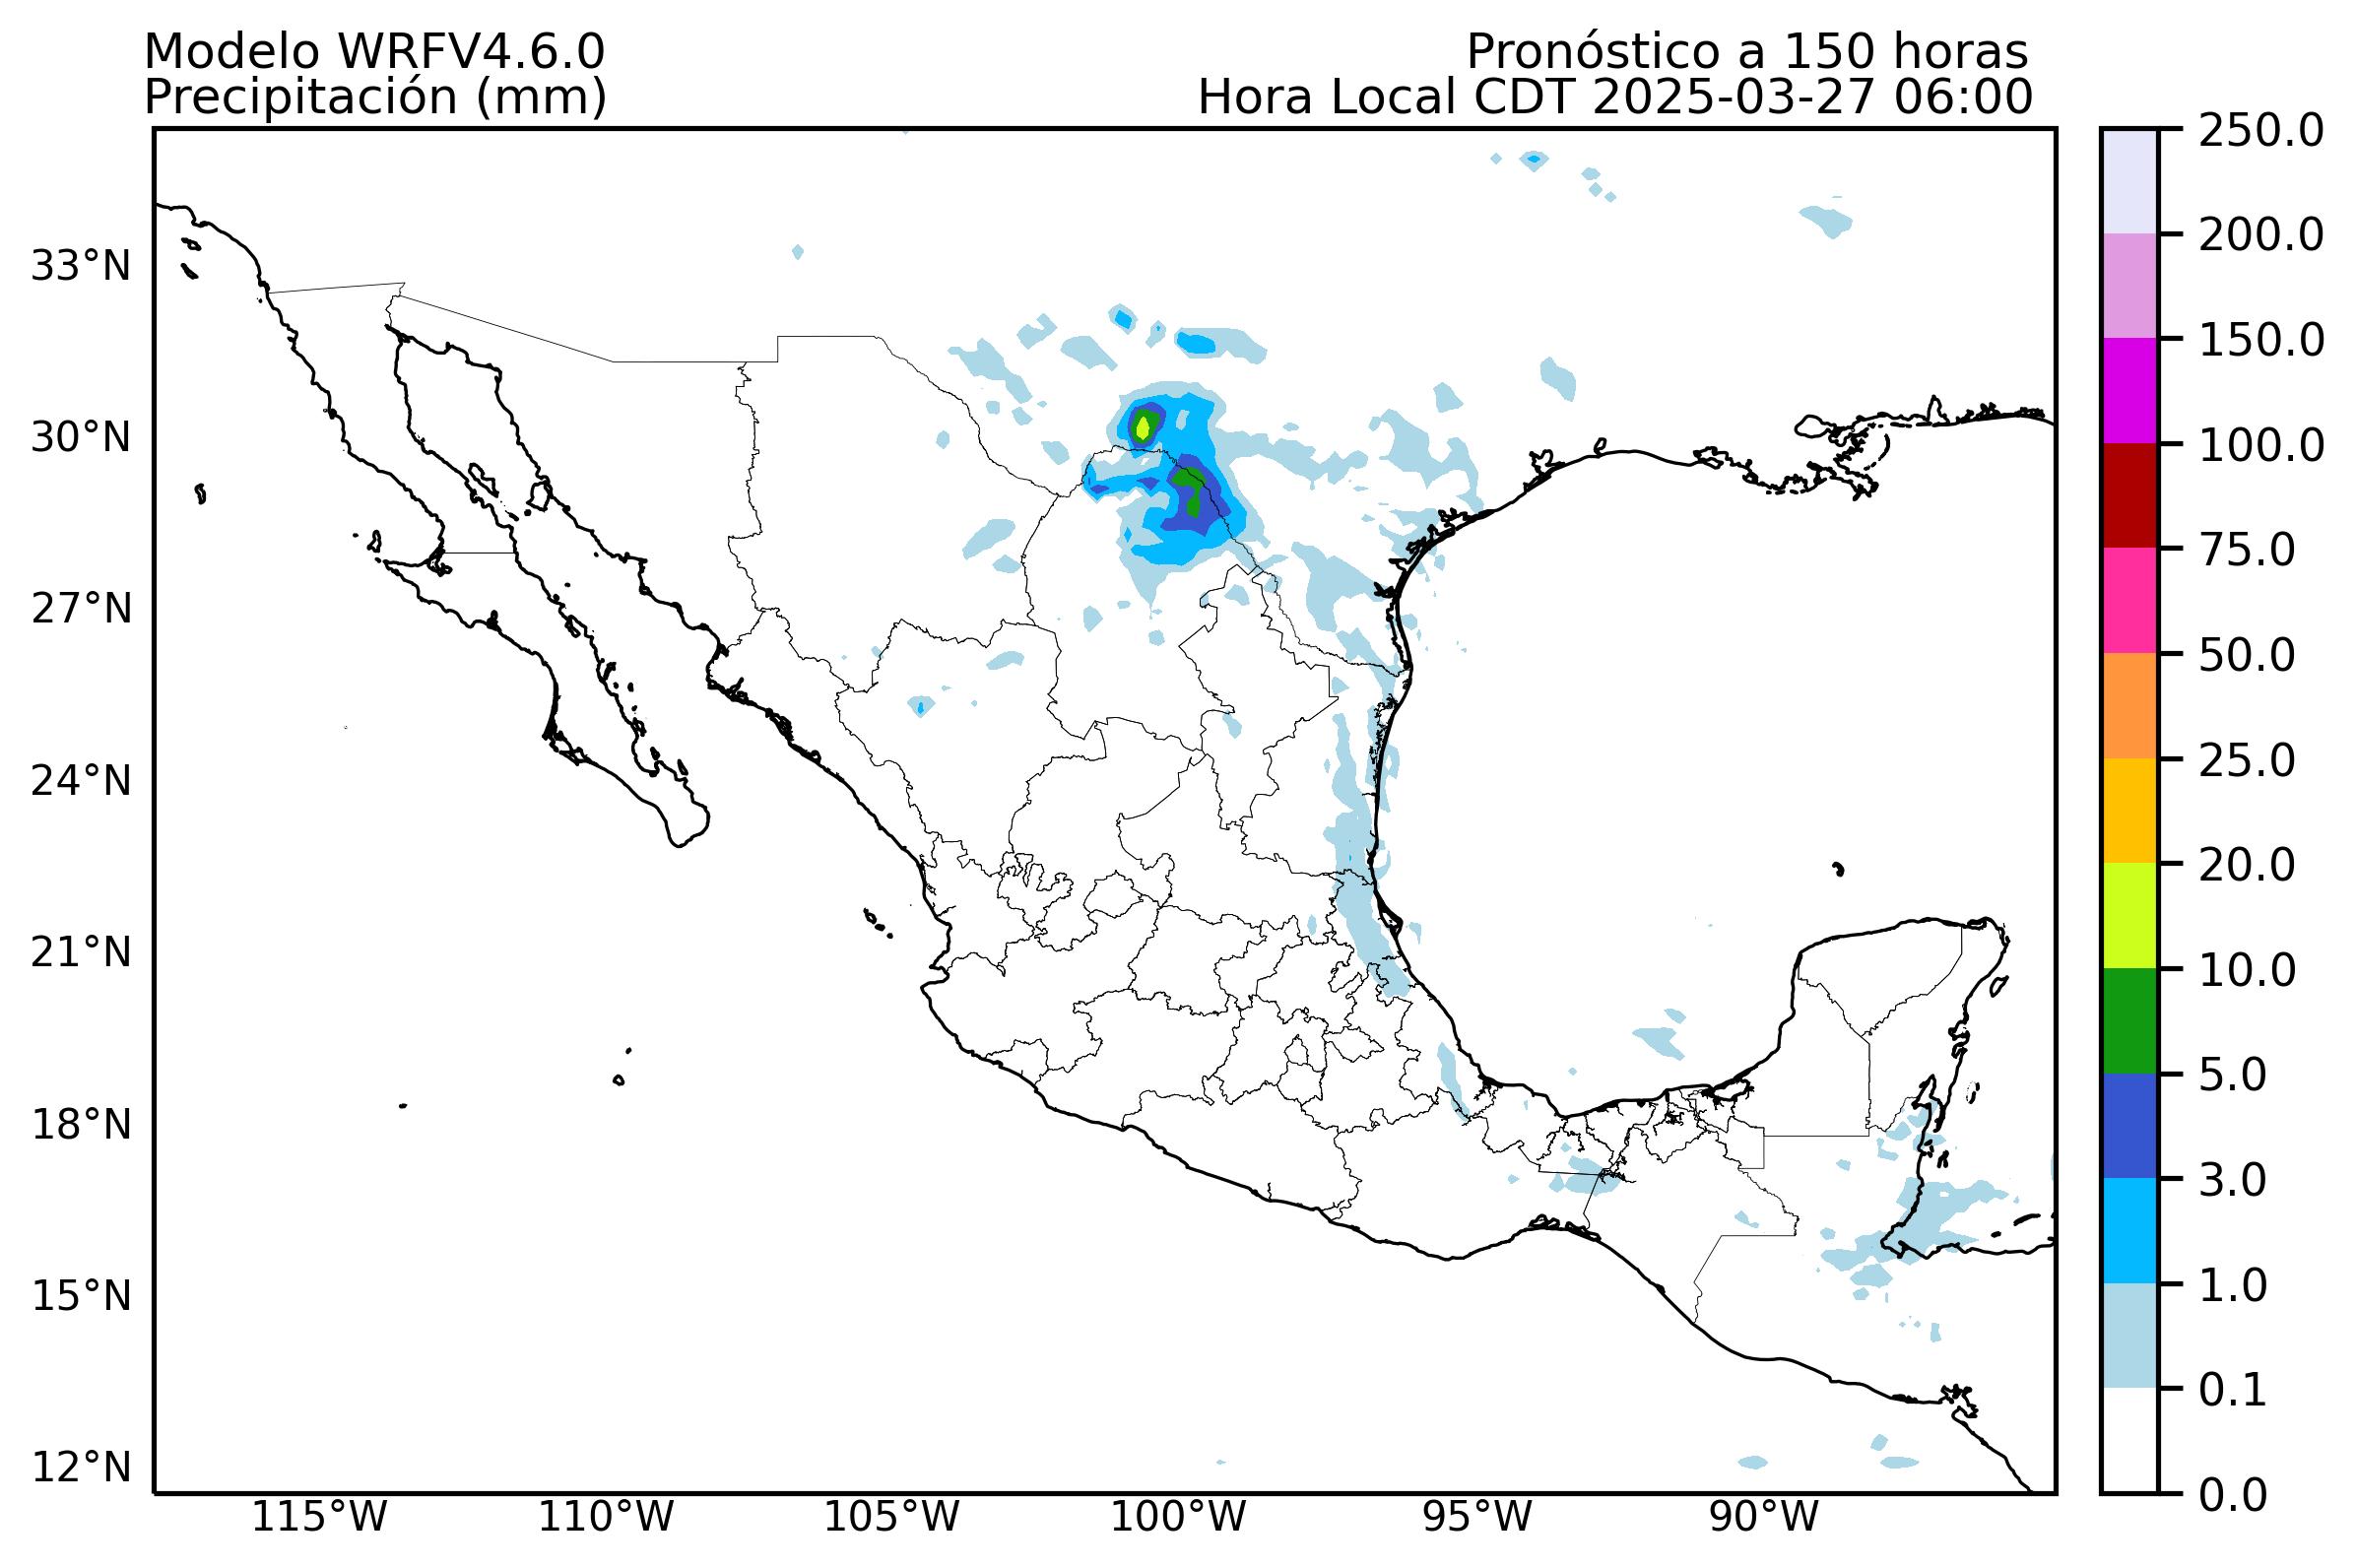 Modelo WRFV4.6.0
Precipitación (mm)
Pronóstico a 150 horas
Hora Local CDT 2025-03-27 06:00
33°N
30°N
27°N
24°N
21°N
18°N
15°N
12°N
115°W
110°W
105°W
100°W
95°W
90°W
250.0
200.0
150.0
100.0
75.0
50.0
25.0
20.0
10.0
5.0
3.0
1.0
0.1
0.0